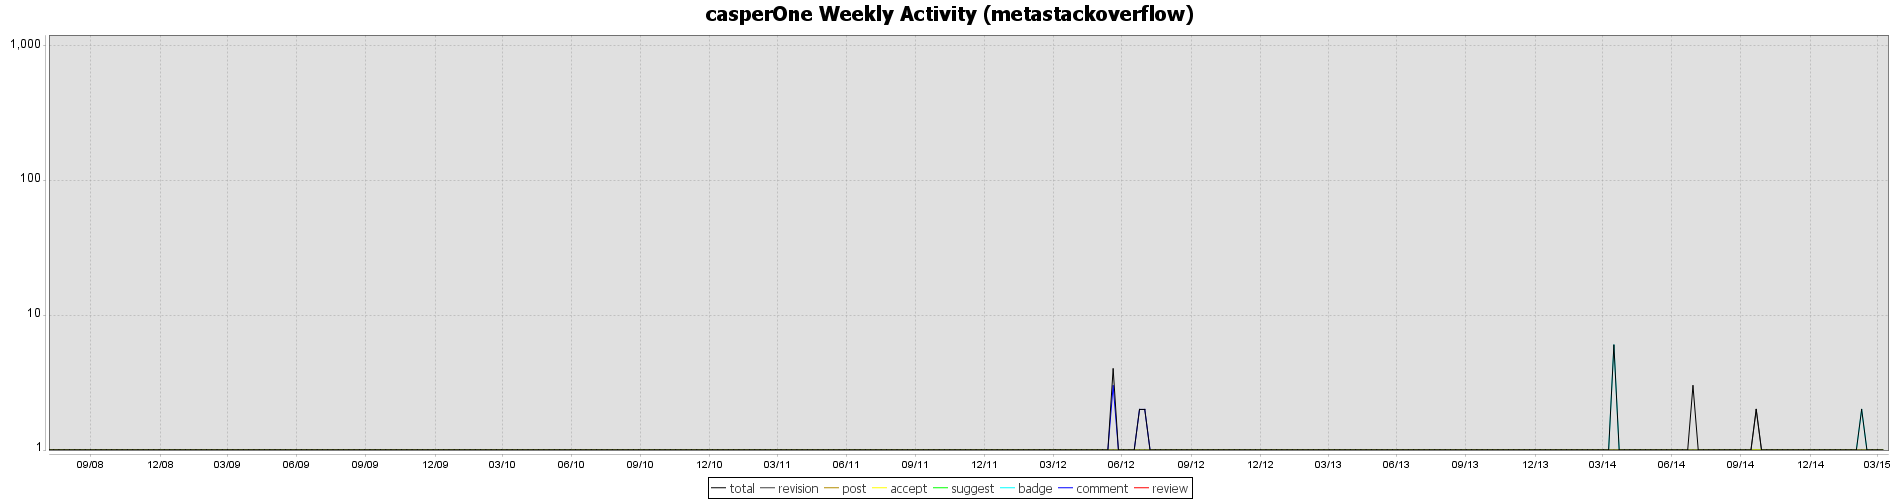 casperOne Weekly Activity (metastackoverflow)
1,000
100
10
1
09/08 12/08 03/09 06/09 09/09 12/09 03/10 06/10 09/10 12/10 03/11 06/11 09/11 12/11 03/12 06/12 09/12 12/12 03/13 06/13 09/13 12/13 03/14 06/14 09/14 12/14 03/15
total revision post accept suggest badge comment review